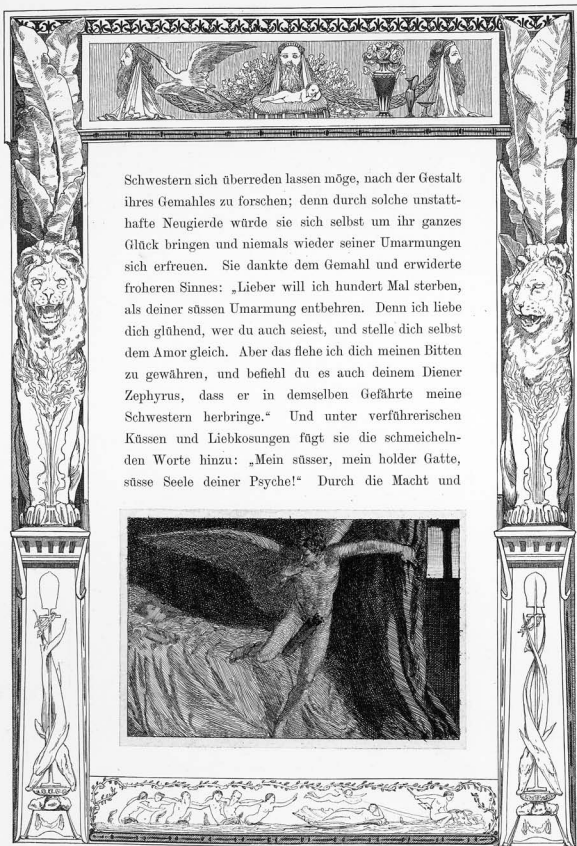 Schwestern sich überreden lassen möge, nach der Gestalt
ihres Gemahles zu forschen; denn durch solche unstatt-
hafte Neugierde würde sie sich selbst um ihr ganzes
Glück bringen und niemals wieder seiner Umarmungen
sich erfreuen. Sie dankte dem Gemahl und erwiderte
froheren Sinnes: „Lieber will ich hundert Mal sterben,
als deiner süssen Umarmung entbehren. Denn ich liebe
dich glühend, wer du auch seiest, und stelle dich selbst
dem Amor gleich. Aber das flehe ich dich meinen Bitten
zu gewähren, und befiehl du es auch deinem Diener
Zephyrus, dass er in demselben Gefährte meine
Schwestern herbringe.“ Und unter verführerischen
Küssen und Liebkosungen fügt sie die schmeicheln-
den Worte hinzu: „Mein süsser, mein holder Gatte,
süsse Seele deiner Psyche!“ Durch die Macht und